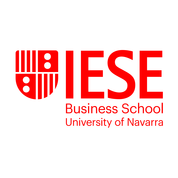 IESE
Business School
University of Navarra